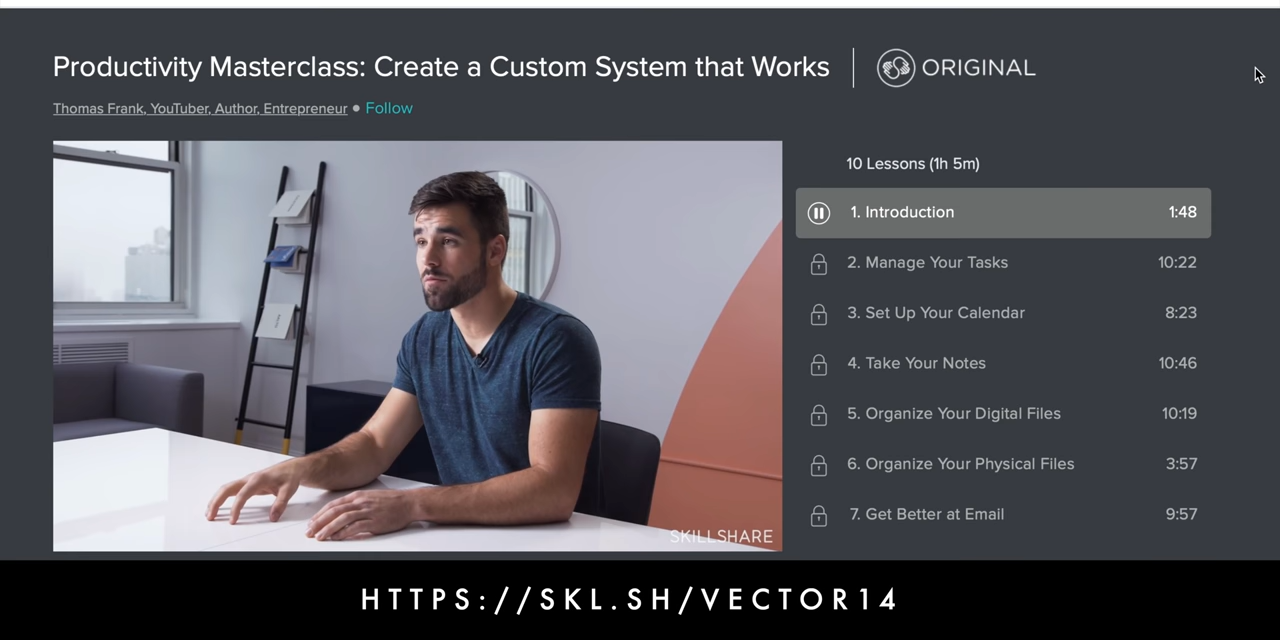 Productivity Masterclass: Create a Custom System that Works
ORIGINAL
Thomas Frank, YouTuber, Author, Entrepreneur • Follow
10 Lessons (1h 5m)
1. Introduction 1:48
2. Manage Your Tasks 10:22
3. Set Up Your Calendar 8:23
4. Take Your Notes 10:46
5. Organize Your Digital Files 10:19
6. Organize Your Physical Files 3:57
7. Get Better at Email 9:57
SKILLSHARE
HTTPS://SKL.SH/VECTOR14